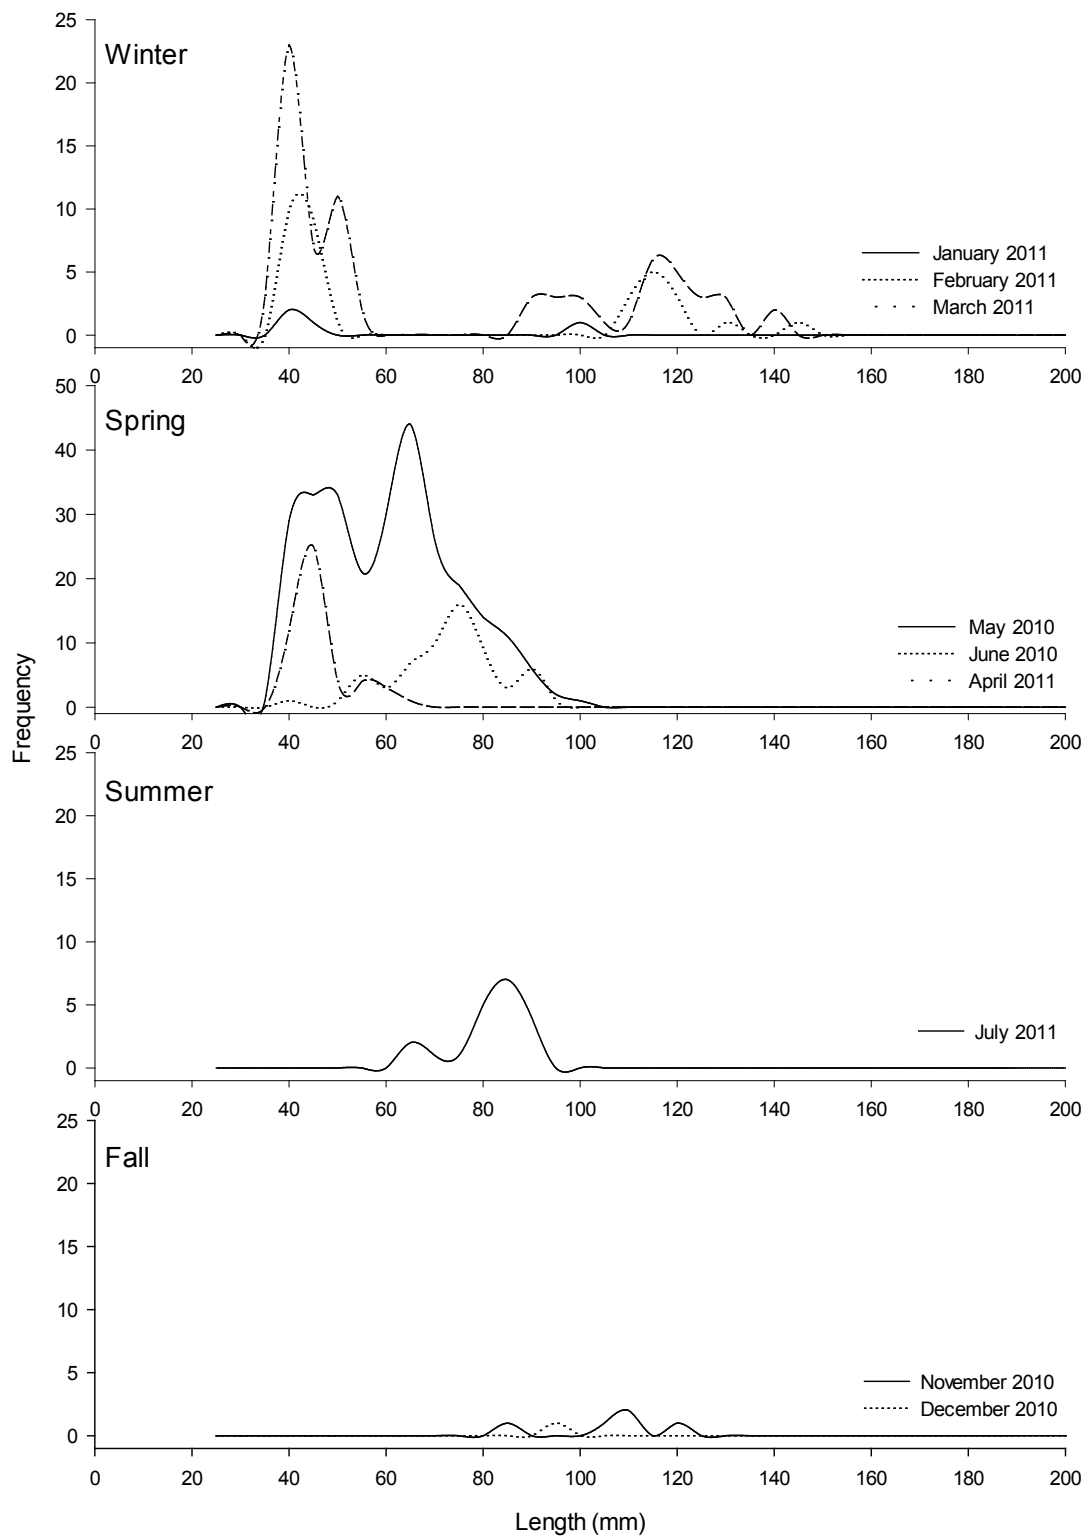 25
Winter
20
15
10
January 2011
5
February 2011
March 2011
0
0 20 40 60 80 100 120 140 160 180 200
50
Spring
40
30
20
May 2010
10
June 2010
April 2011
0
0 20 40 60 80 100 120 140 160 180 200
Frequency
25
Summer
20
15
10
5
July 2011
0
0 20 40 60 80 100 120 140 160 180 200
25
Fall
20
15
10
5
November 2010
December 2010
0
0 20 40 60 80 100 120 140 160 180 200
Length (mm)